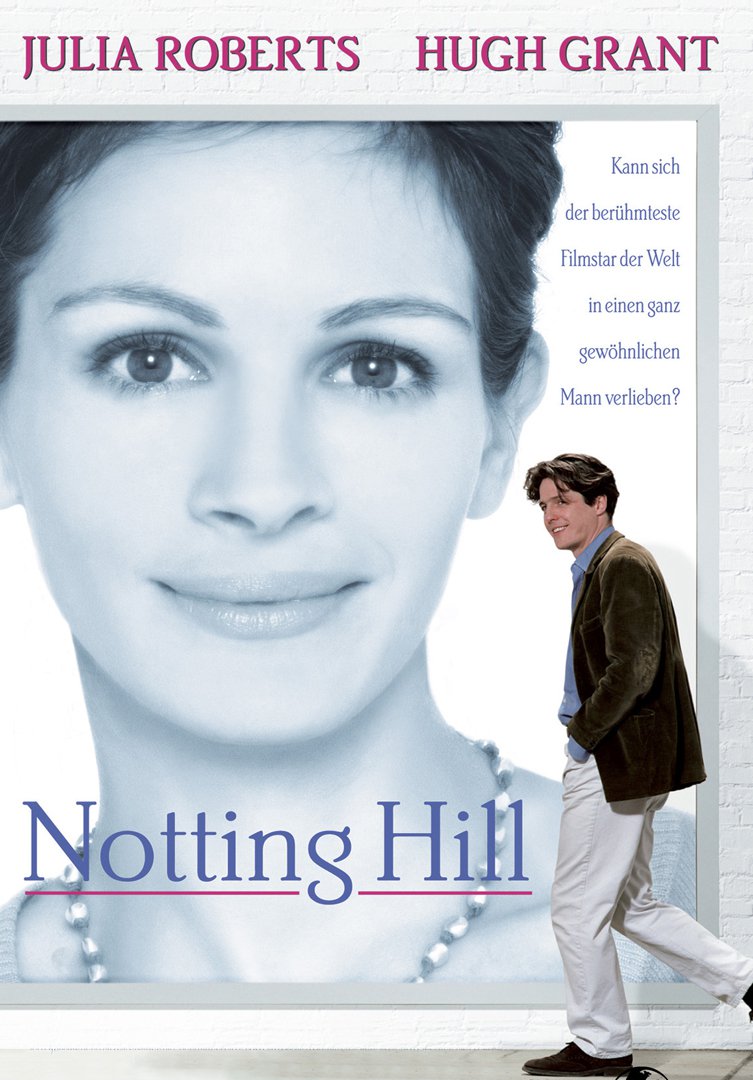 JULIA ROBERTS HUGH GRANT
Kann sich
der berühmteste
Filmstar der Welt
in einen ganz
gewöhnlichen
Mann verlieben?
Notting Hill